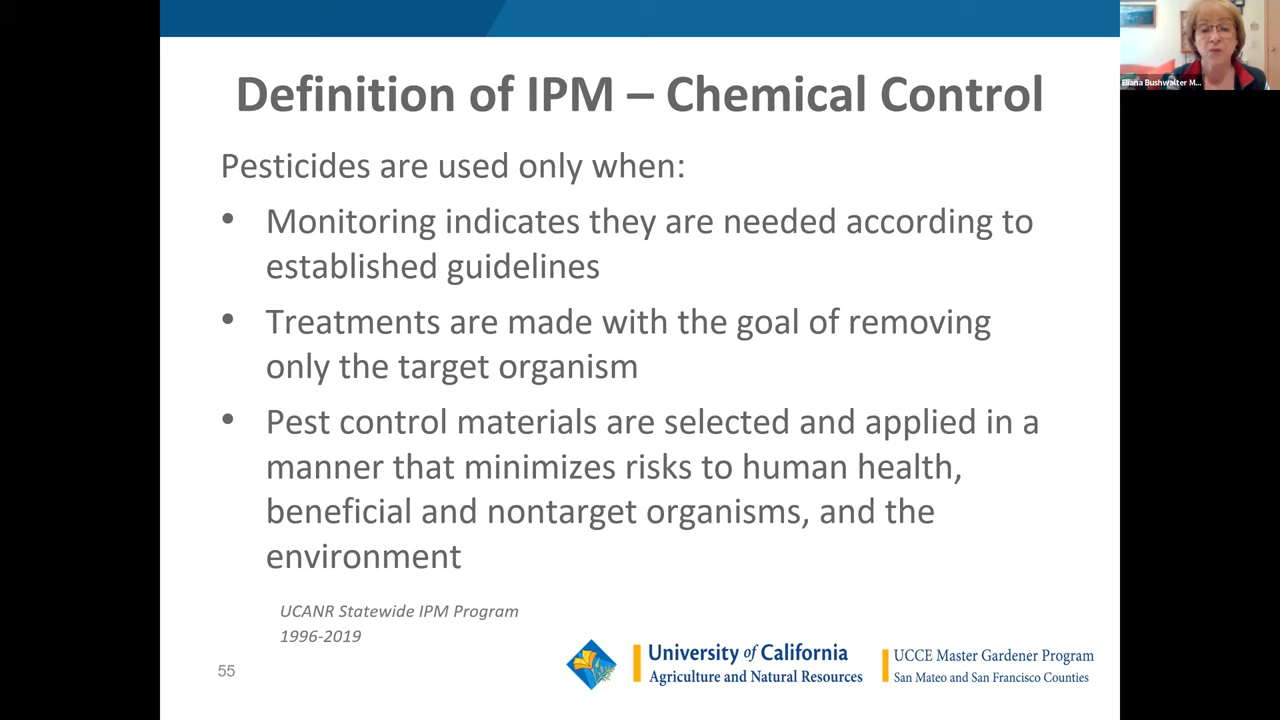 Definition of IPM – Chemical Control
Eliana Bushwalter M...
Pesticides are used only when:
• Monitoring indicates they are needed according to
established guidelines
• Treatments are made with the goal of removing
only the target organism
• Pest control materials are selected and applied in a
manner that minimizes risks to human health,
beneficial and nontarget organisms, and the
environment
UCANR Statewide IPM Program
1996-2019
55
University of California
Agriculture and Natural Resources
UCCE Master Gardener Program
San Mateo and San Francisco Counties